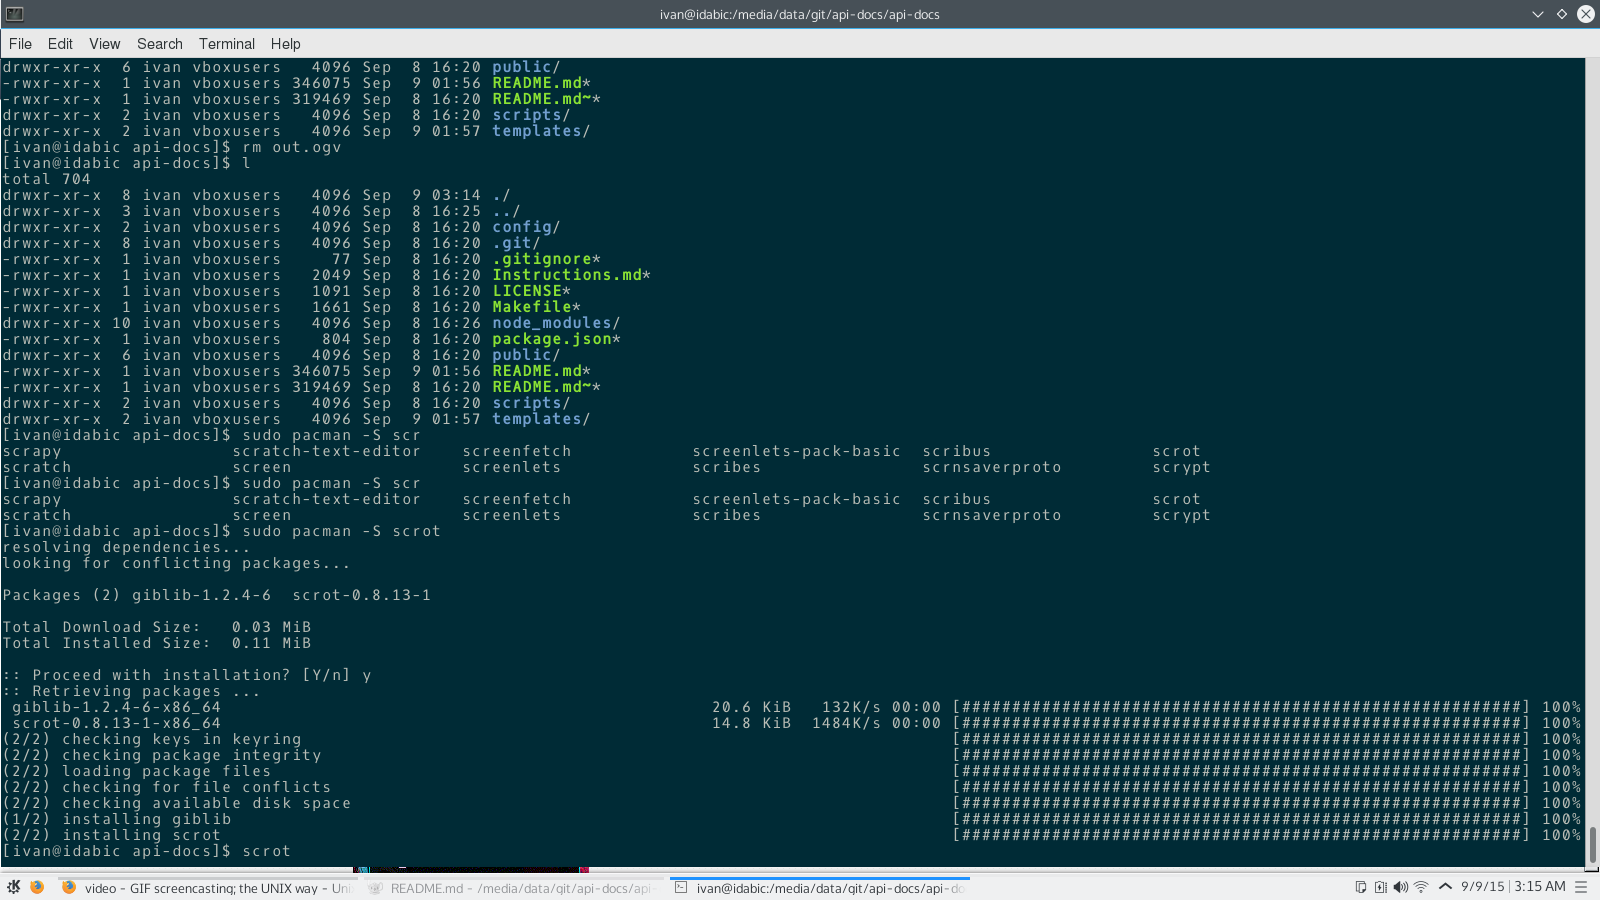 ivan@idabic:/media/data/git/api-docs/api-docs
File Edit View Search Terminal Help
drwxr-xr-x  6 ivan vboxusers   4096 Sep  8 16:20 public/
-rwxr-xr-x  1 ivan vboxusers 346075 Sep  9 01:56 README.md*
-rwxr-xr-x  1 ivan vboxusers 319469 Sep  8 16:20 README.md~*
drwxr-xr-x  2 ivan vboxusers   4096 Sep  8 16:20 scripts/
drwxr-xr-x  2 ivan vboxusers   4096 Sep  9 01:57 templates/
[ivan@idabic api-docs]$ rm out.ogv
[ivan@idabic api-docs]$ l
total 704
drwxr-xr-x  8 ivan vboxusers   4096 Sep  9 03:14 ./
drwxr-xr-x  3 ivan vboxusers   4096 Sep  8 16:25 ../
drwxr-xr-x  2 ivan vboxusers   4096 Sep  8 16:20 config/
drwxr-xr-x  8 ivan vboxusers   4096 Sep  8 16:20 .git/
-rwxr-xr-x  1 ivan vboxusers     77 Sep  8 16:20 .gitignore*
-rwxr-xr-x  1 ivan vboxusers   2049 Sep  8 16:20 Instructions.md*
-rwxr-xr-x  1 ivan vboxusers   1091 Sep  8 16:20 LICENSE*
-rwxr-xr-x  1 ivan vboxusers   1661 Sep  8 16:20 Makefile*
drwxr-xr-x 10 ivan vboxusers   4096 Sep  8 16:26 node_modules/
-rwxr-xr-x  1 ivan vboxusers    804 Sep  8 16:20 package.json*
drwxr-xr-x  6 ivan vboxusers   4096 Sep  8 16:20 public/
-rwxr-xr-x  1 ivan vboxusers 346075 Sep  9 01:56 README.md*
-rwxr-xr-x  1 ivan vboxusers 319469 Sep  8 16:20 README.md~*
drwxr-xr-x  2 ivan vboxusers   4096 Sep  8 16:20 scripts/
drwxr-xr-x  2 ivan vboxusers   4096 Sep  9 01:57 templates/
[ivan@idabic api-docs]$ sudo pacman -S scr
scrapy                 scratch-text-editor    screenfetch            screenlets-pack-basic  scribus                scrot
scratch                screen                 screenlets             scribes                scrnsaverproto         scrypt
[ivan@idabic api-docs]$ sudo pacman -S scr
scrapy                 scratch-text-editor    screenfetch            screenlets-pack-basic  scribus                scrot
scratch                screen                 screenlets             scribes                scrnsaverproto         scrypt
[ivan@idabic api-docs]$ sudo pacman -S scrot
resolving dependencies...
looking for conflicting packages...
Packages (2) giblib-1.2.4-6  scrot-0.8.13-1
Total Download Size:   0.03 MiB
Total Installed Size:  0.11 MiB
:: Proceed with installation? [Y/n] y
:: Retrieving packages ...
giblib-1.2.4-6-x86_64 20.6 KiB   132K/s 00:00 [########################################################] 100%
scrot-0.8.13-1-x86_64 14.8 KiB  1484K/s 00:00 [########################################################] 100%
(2/2) checking keys in keyring [########################################################] 100%
(2/2) checking package integrity [########################################################] 100%
(2/2) loading package files [########################################################] 100%
(2/2) checking for file conflicts [########################################################] 100%
(2/2) checking available disk space [########################################################] 100%
(1/2) installing giblib [########################################################] 100%
(2/2) installing scrot [########################################################] 100%
[ivan@idabic api-docs]$ scrot
video - GIF screencasting; the UNIX way - Uni README.md - /media/data/git/api-docs/api- ivan@idabic:/media/data/git/api-docs/api-do 9/9/15 3:15 AM